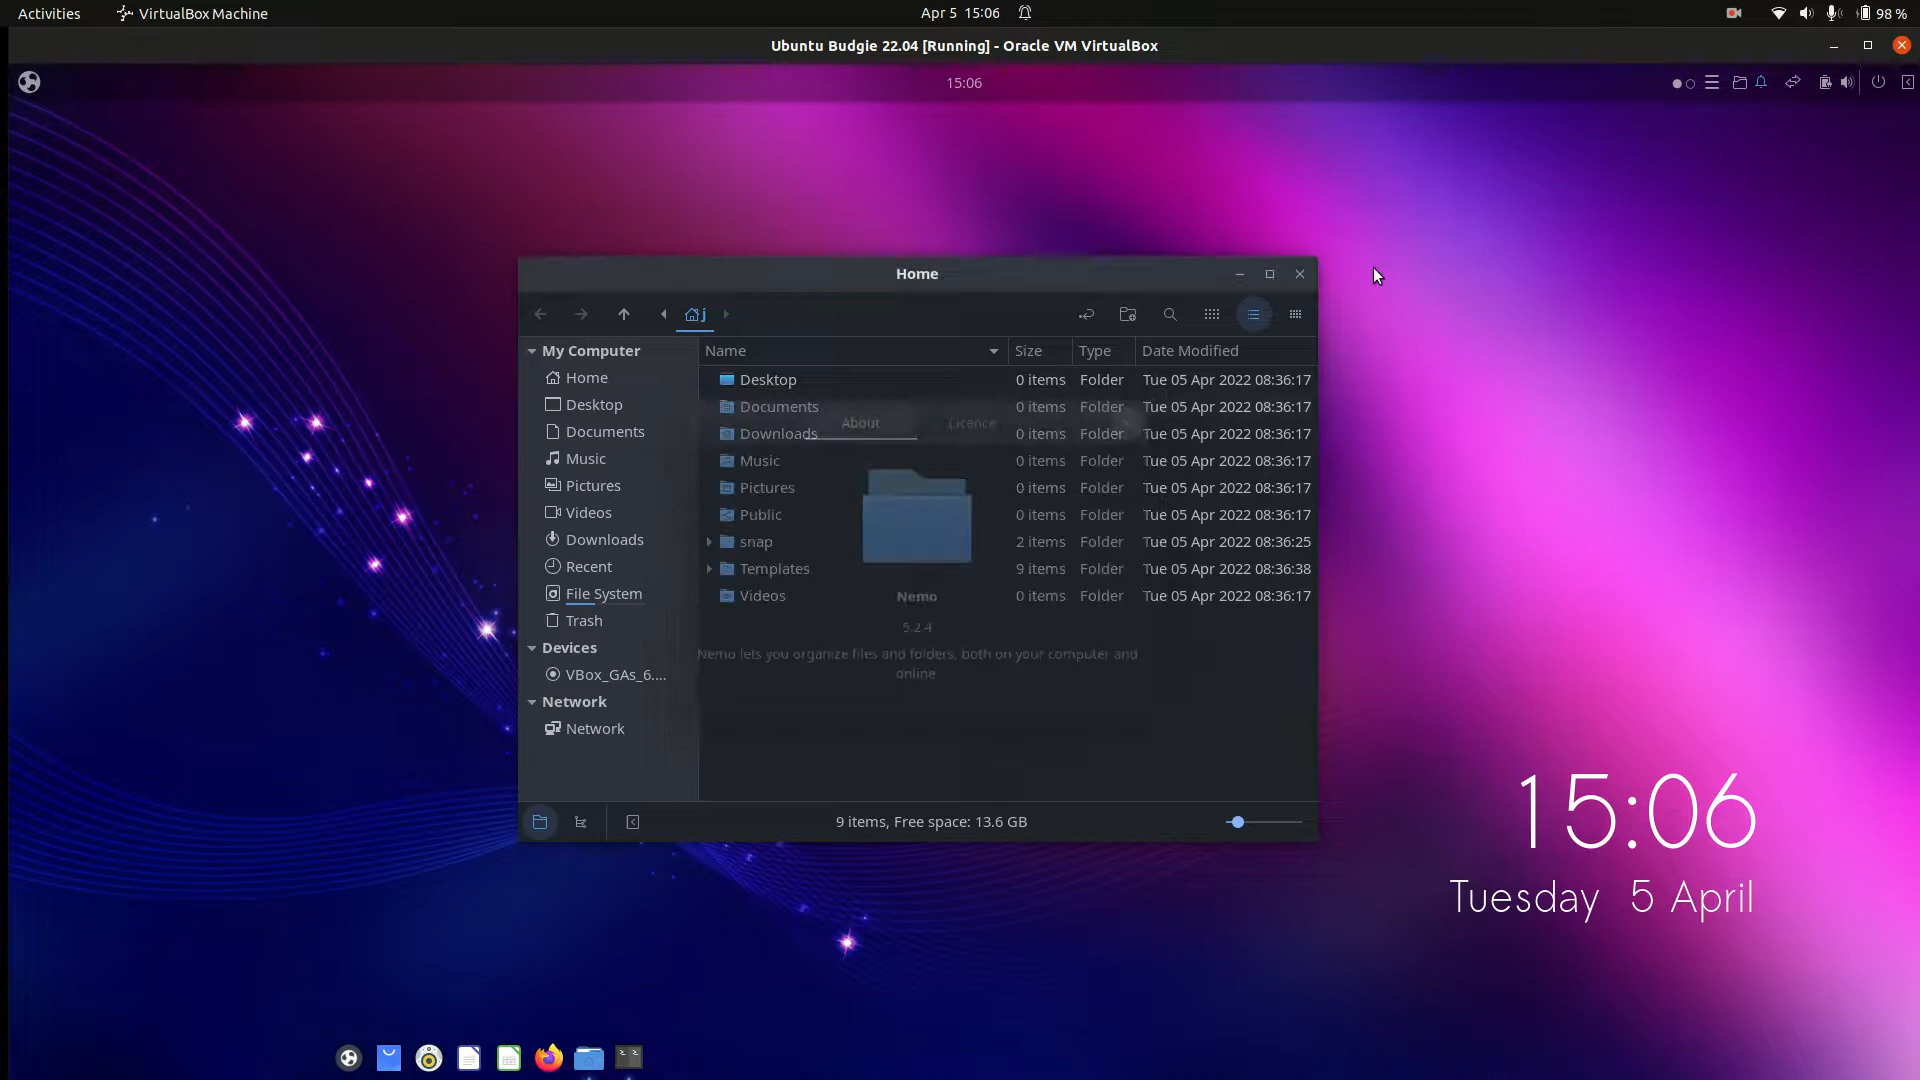 Activities VirtualBox Machine Apr 5 15:06 98 %
Ubuntu Budgie 22.04 [Running] - Oracle VM VirtualBox
15:06
Home
j
My Computer Name Size Type Date Modified
Home Desktop 0 items Folder Tue 05 Apr 2022 08:36:17
Desktop Documents 0 items Folder Tue 05 Apr 2022 08:36:17
About Licence
Documents Downloads 0 items Folder Tue 05 Apr 2022 08:36:17
Music Music 0 items Folder Tue 05 Apr 2022 08:36:17
Pictures Pictures 0 items Folder Tue 05 Apr 2022 08:36:17
Videos Public 0 items Folder Tue 05 Apr 2022 08:36:17
Downloads snap 2 items Folder Tue 05 Apr 2022 08:36:25
Recent Templates 9 items Folder Tue 05 Apr 2022 08:36:38
File System Videos 0 items Folder Tue 05 Apr 2022 08:36:17
Nemo
Trash 5.2.4
Devices Nemo lets you organize files and folders, both on your computer and
VBox_GAs_6.... online
Network
Network
9 items, Free space: 13.6 GB
15:06
Tuesday 5 April